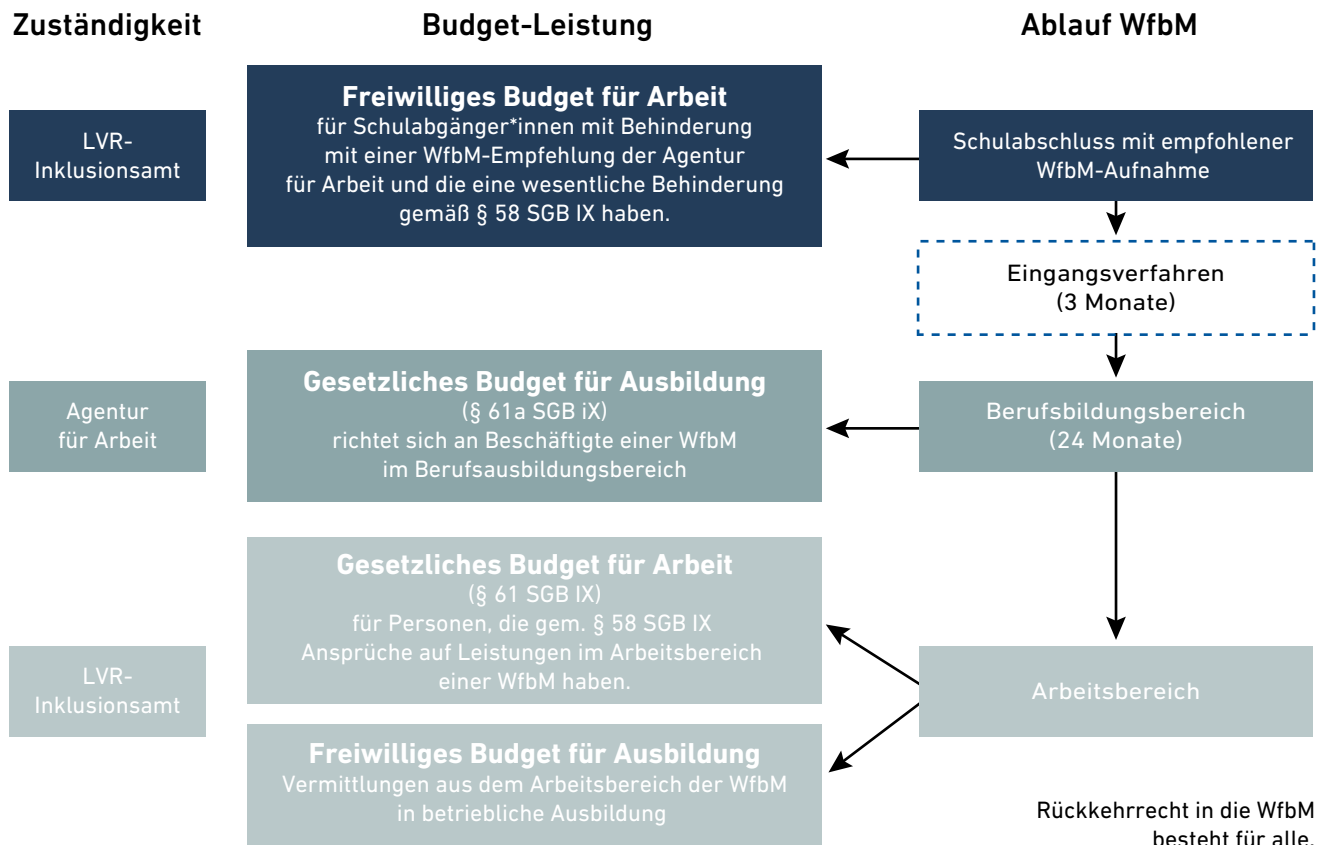 Zuständigkeit
Budget-Leistung
Ablauf WfbM
LVR-
Inklusionsamt
Freiwilliges Budget für Arbeit
für Schulabgänger*innen mit Behinderung
mit einer WfbM-Empfehlung der Agentur
für Arbeit und die eine wesentliche Behinderung
gemäß § 58 SGB IX haben.
Schulabschluss mit empfohlener
WfbM-Aufnahme
Eingangsverfahren
(3 Monate)
Agentur
für Arbeit
Gesetzliches Budget für Ausbildung
(§ 61a SGB iX)
richtet sich an Beschäftigte einer WfbM
im Berufsausbildungsbereich
Berufsbildungsbereich
(24 Monate)
LVR-
Inklusionsamt
Gesetzliches Budget für Arbeit
(§ 61 SGB IX)
für Personen, die gem. § 58 SGB IX
Ansprüche auf Leistungen im Arbeitsbereich
einer WfbM haben.
Arbeitsbereich
Freiwilliges Budget für Ausbildung
Vermittlungen aus dem Arbeitsbereich der WfbM
in betriebliche Ausbildung
Rückkehrrecht in die WfbM
besteht für alle.